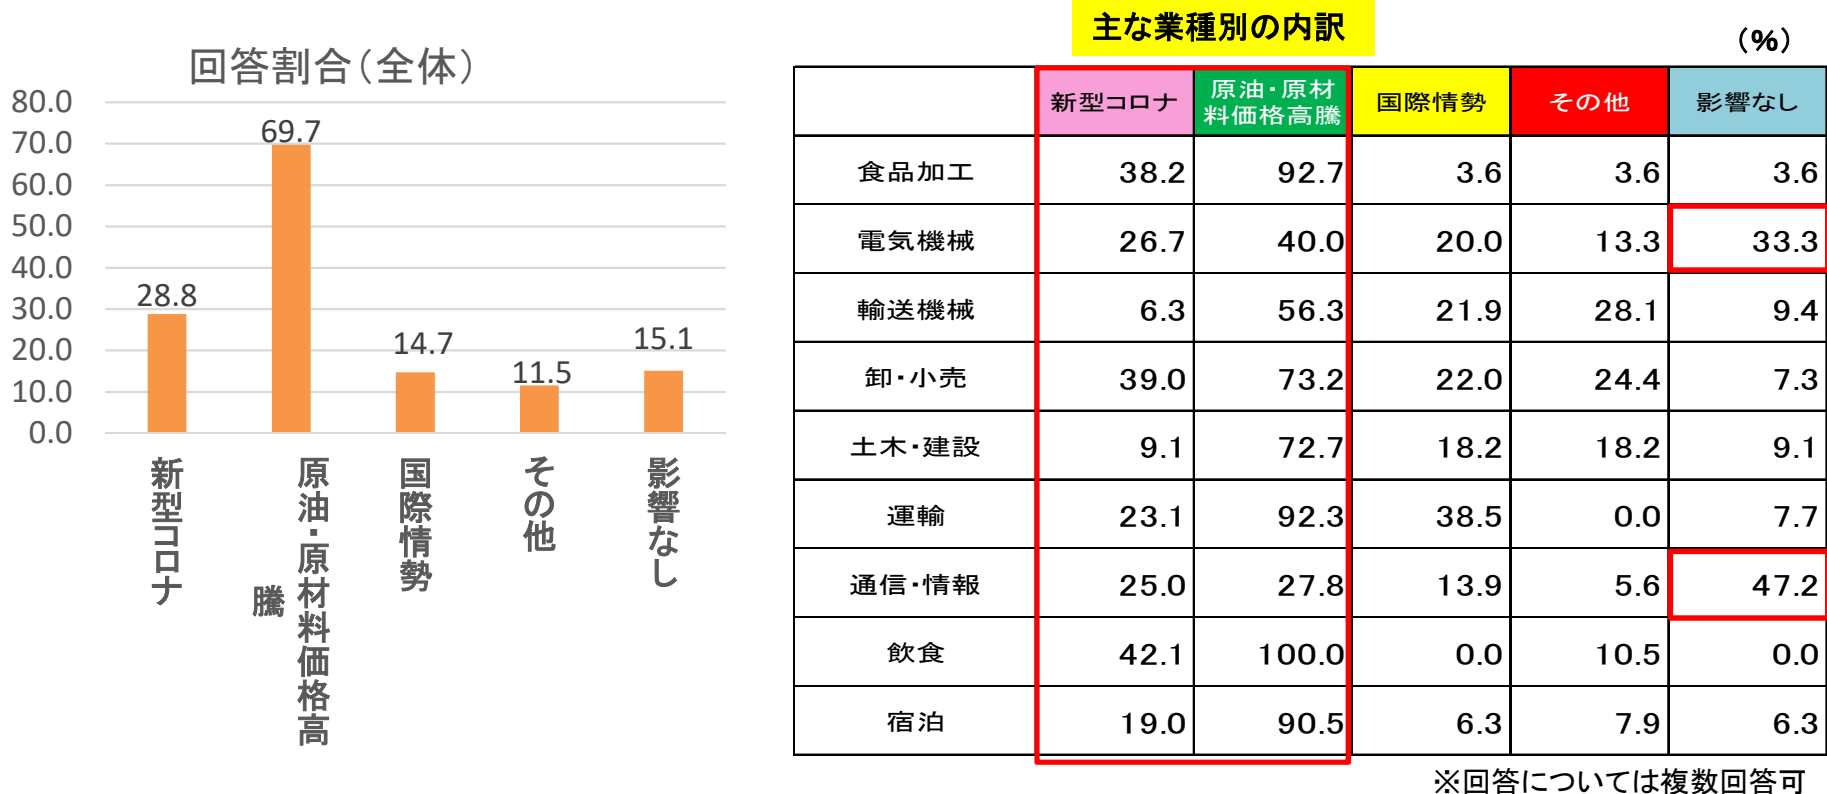 主な業種別の内訳
(%)
回答割合(全体)
80.0
70.0
60.0
50.0
40.0
30.0
20.0
10.0
0.0
28.8
69.7
14.7
11.5
15.1
新型コロナ
原油・原材料価格高
騰
国際情勢
その他
影響なし
新型コロナ 原油・原材 国際情勢 その他 影響なし
料価格高騰
食品加工 38.2 92.7 3.6 3.6 3.6
電気機械 26.7 40.0 20.0 13.3 33.3
輸送機械 6.3 56.3 21.9 28.1 9.4
卸・小売 39.0 73.2 22.0 24.4 7.3
土木・建設 9.1 72.7 18.2 18.2 9.1
運輸 23.1 92.3 38.5 0.0 7.7
通信・情報 25.0 27.8 13.9 5.6 47.2
飲食 42.1 100.0 0.0 10.5 0.0
宿泊 19.0 90.5 6.3 7.9 6.3
※回答については複数回答可